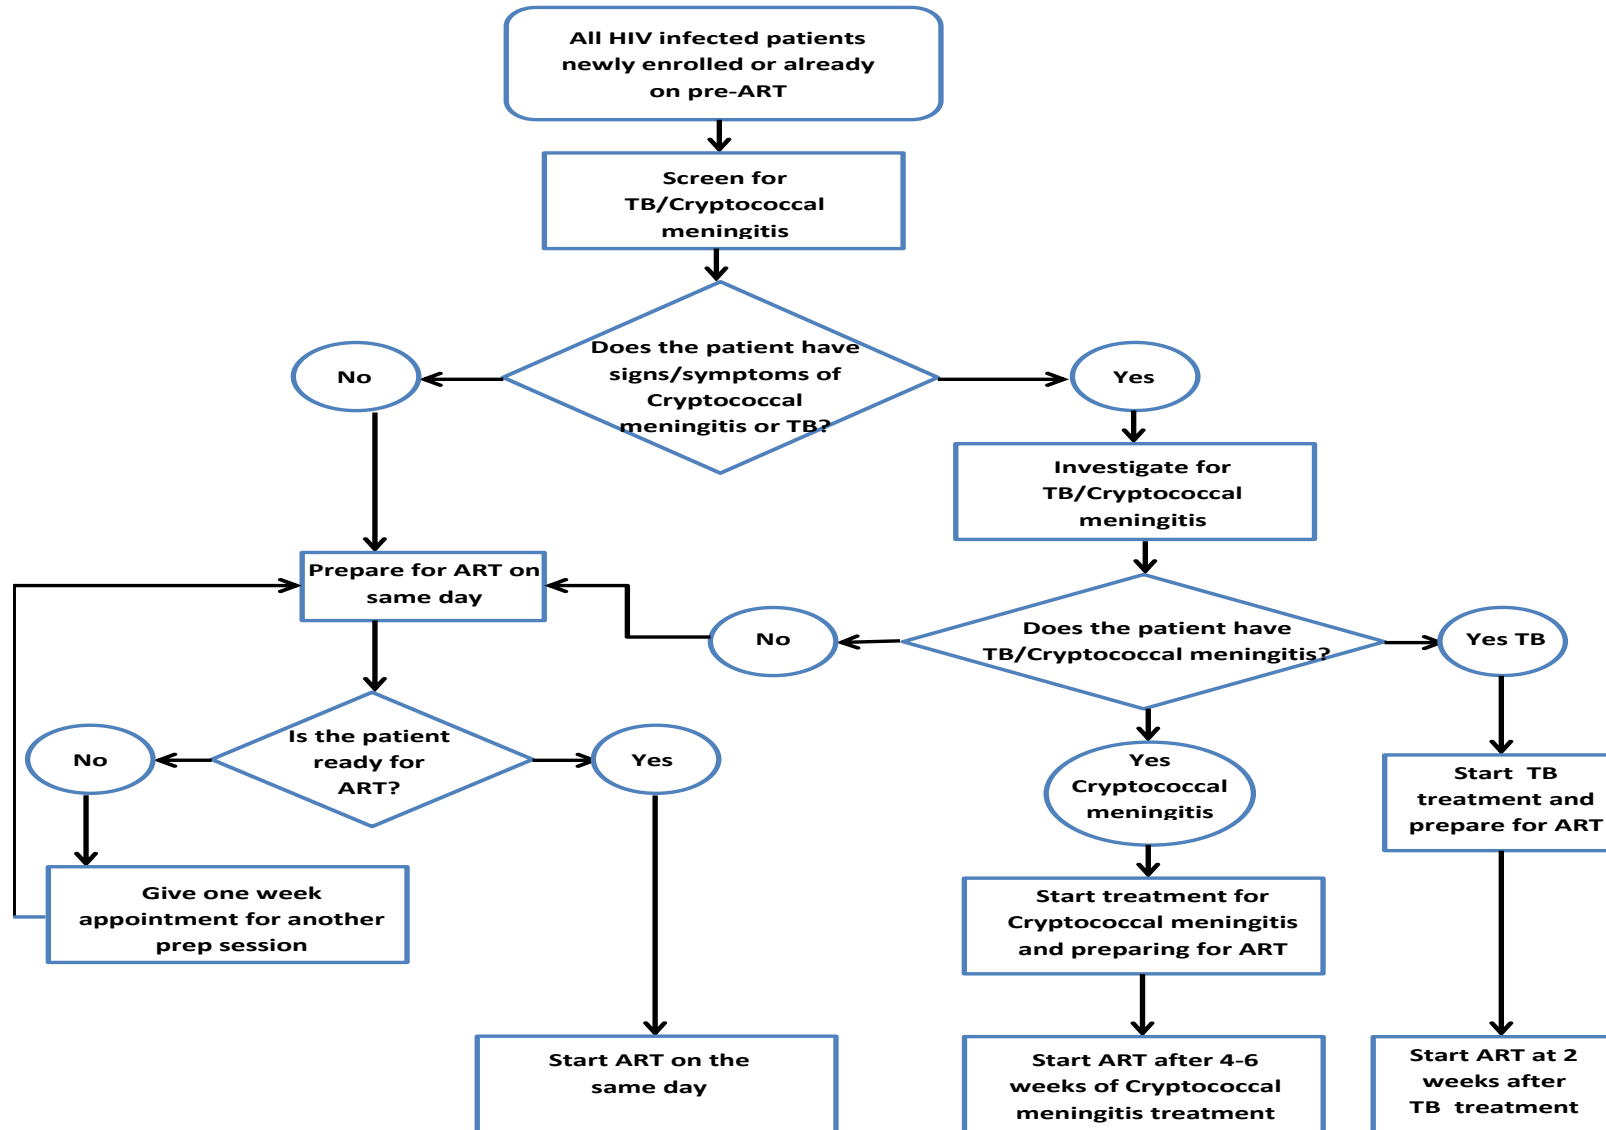 All HIV infected patients
newly enrolled or already
on pre-ART
Screen for
TB/Cryptococcal
meningitis
Does the patient have
signs/symptoms of
Cryptococcal
meningitis or TB?
No
Yes
Investigate for
TB/Cryptococcal
meningitis
Prepare for ART on
same day
No
Does the patient have
TB/Cryptococcal meningitis?
Yes TB
No
Is the patient
ready for
ART?
Yes
Yes
Cryptococcal
meningitis
Start TB
treatment and
prepare for ART
Give one week
appointment for another
prep session
Start treatment for
Cryptococcal meningitis
and preparing for ART
Start ART on the
same day
Start ART after 4-6
weeks of Cryptococcal
meningitis treatment
Start ART at 2
weeks after
TB treatment